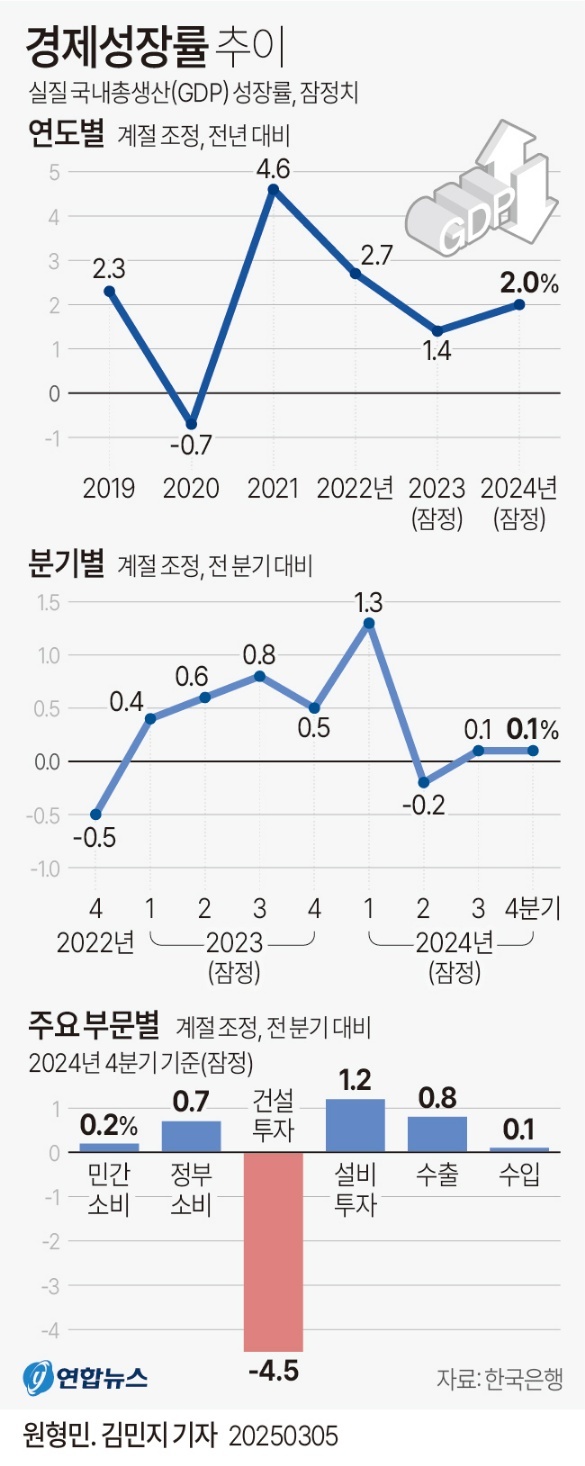 경제성장률 추이
실질 국내총생산(GDP) 성장률, 잠정치
연도별 계절 조정, 전년 대비
GDP
5
4
3
2
1
0
-1
2.3
-0.7
4.6
2.7
1.4
2.0%
2019 2020 2021 2022년 2023 2024년
(잠정) (잠정)
분기별 계절 조정, 전 분기 대비
1.5
1.0
0.5
0.0
-0.5
-1.0
-0.5
0.4
0.6
0.8
0.5
1.3
-0.2
0.1
0.1%
4 1 2 3 4 1 2 3 4분기
2022년 2023 2024년
(잠정) (잠정)
주요 부문별 계절 조정, 전 분기 대비
2024년 4분기 기준(잠정)
1
0
-1
-2
-3
-4
0.2%
민간
소비
0.7
정부
소비
건설
투자
-4.5
1.2
설비
투자
0.8
수출
0.1
수입
y 연합뉴스
자료: 한국은행
원형민. 김민지 기자 20250305